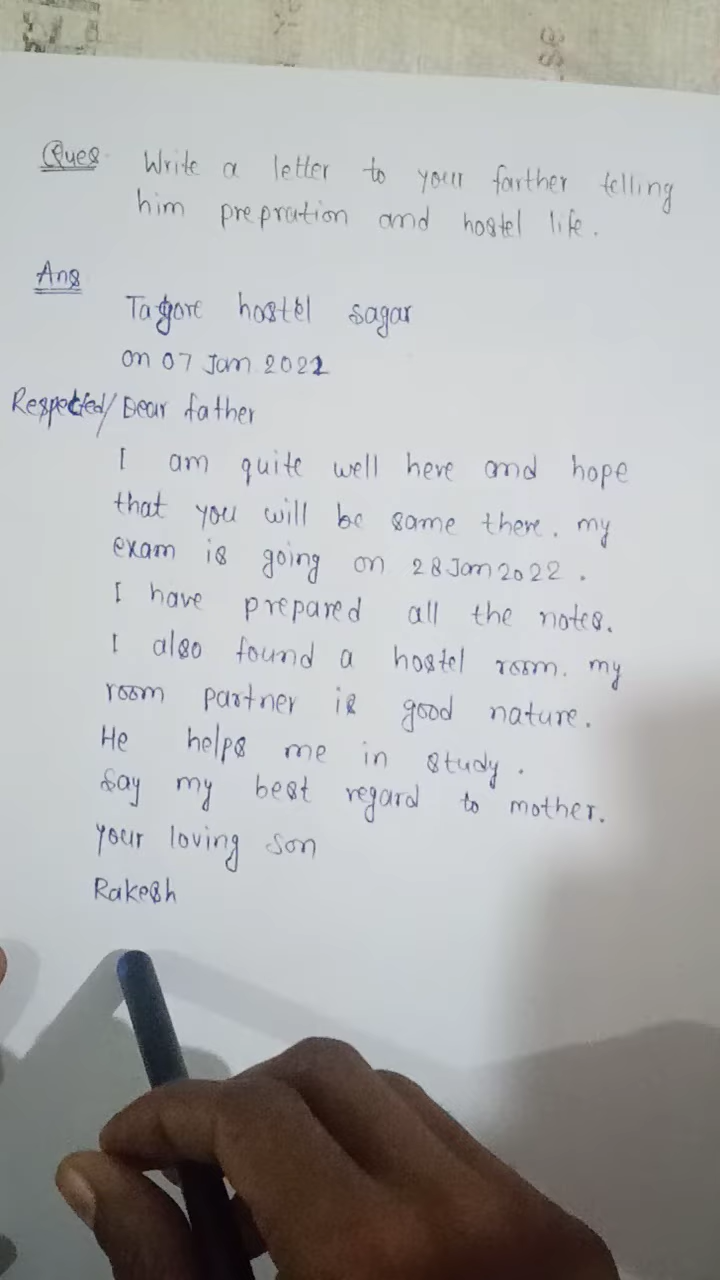 Ques Write a letter to your farther telling
him prepration and hostel life.
Ans
Tagore hostel sagar
on 07 Jan 2022
Respected/Dear father
I am quite well here and hope
that you will be same there. my
exam is going on 28 Jan 2022.
I have prepared all the notes.
I also found a hostel room. my
room partner is good nature.
He helps me in study.
Say my best regard to mother.
your loving son
Rakesh